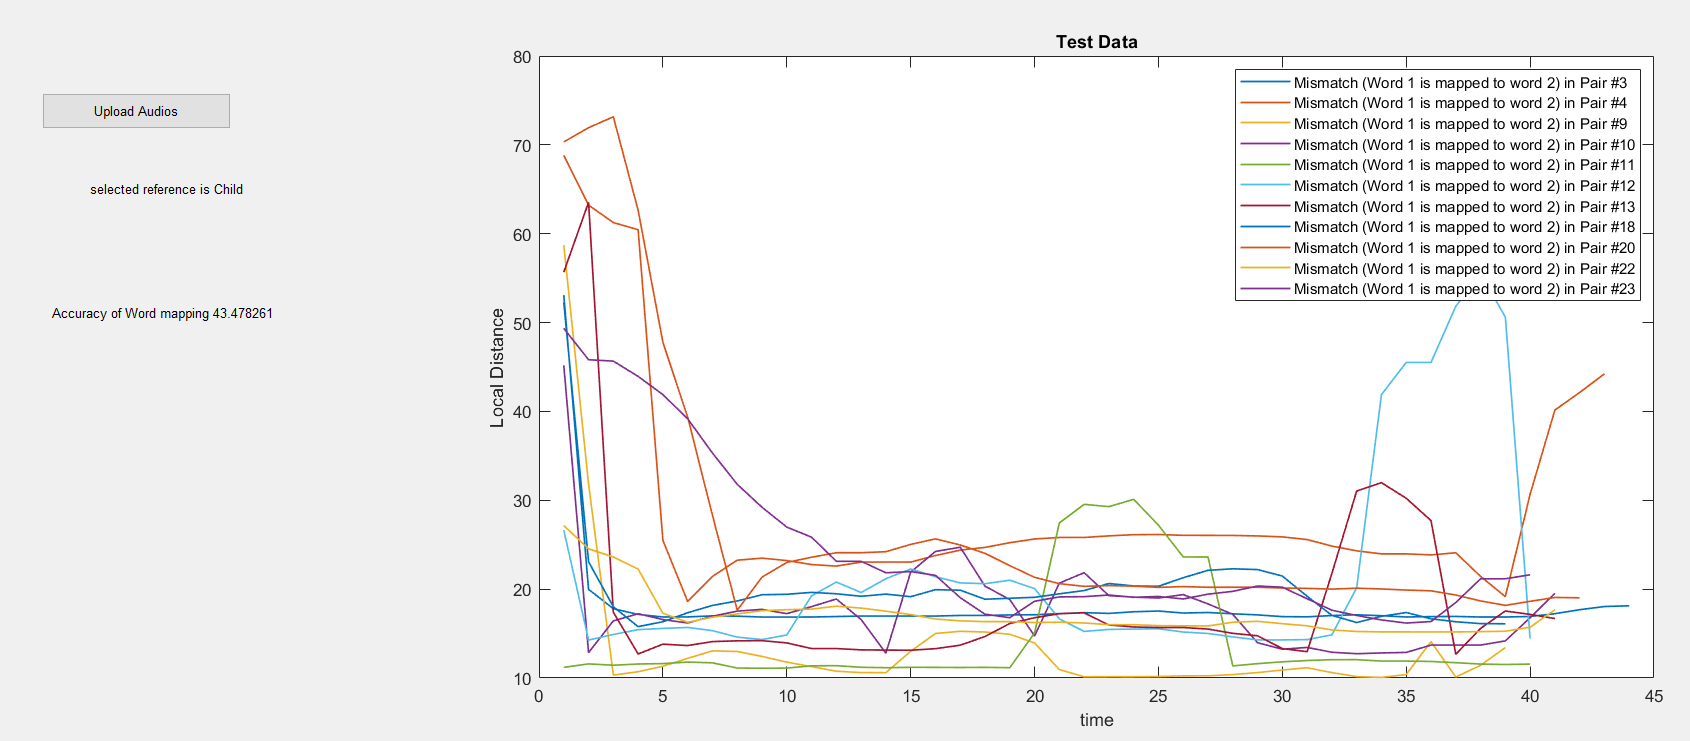 Upload Audios
selected reference is Child
Accuracy of Word mapping 43.478261
Test Data
Local Distance
80
70
60
50
40
30
20
10
0 5 10 15 20 25 30 35 40 45
time
Mismatch (Word 1 is mapped to word 2) in Pair #3
Mismatch (Word 1 is mapped to word 2) in Pair #4
Mismatch (Word 1 is mapped to word 2) in Pair #9
Mismatch (Word 1 is mapped to word 2) in Pair #10
Mismatch (Word 1 is mapped to word 2) in Pair #11
Mismatch (Word 1 is mapped to word 2) in Pair #12
Mismatch (Word 1 is mapped to word 2) in Pair #13
Mismatch (Word 1 is mapped to word 2) in Pair #18
Mismatch (Word 1 is mapped to word 2) in Pair #20
Mismatch (Word 1 is mapped to word 2) in Pair #22
Mismatch (Word 1 is mapped to word 2) in Pair #23